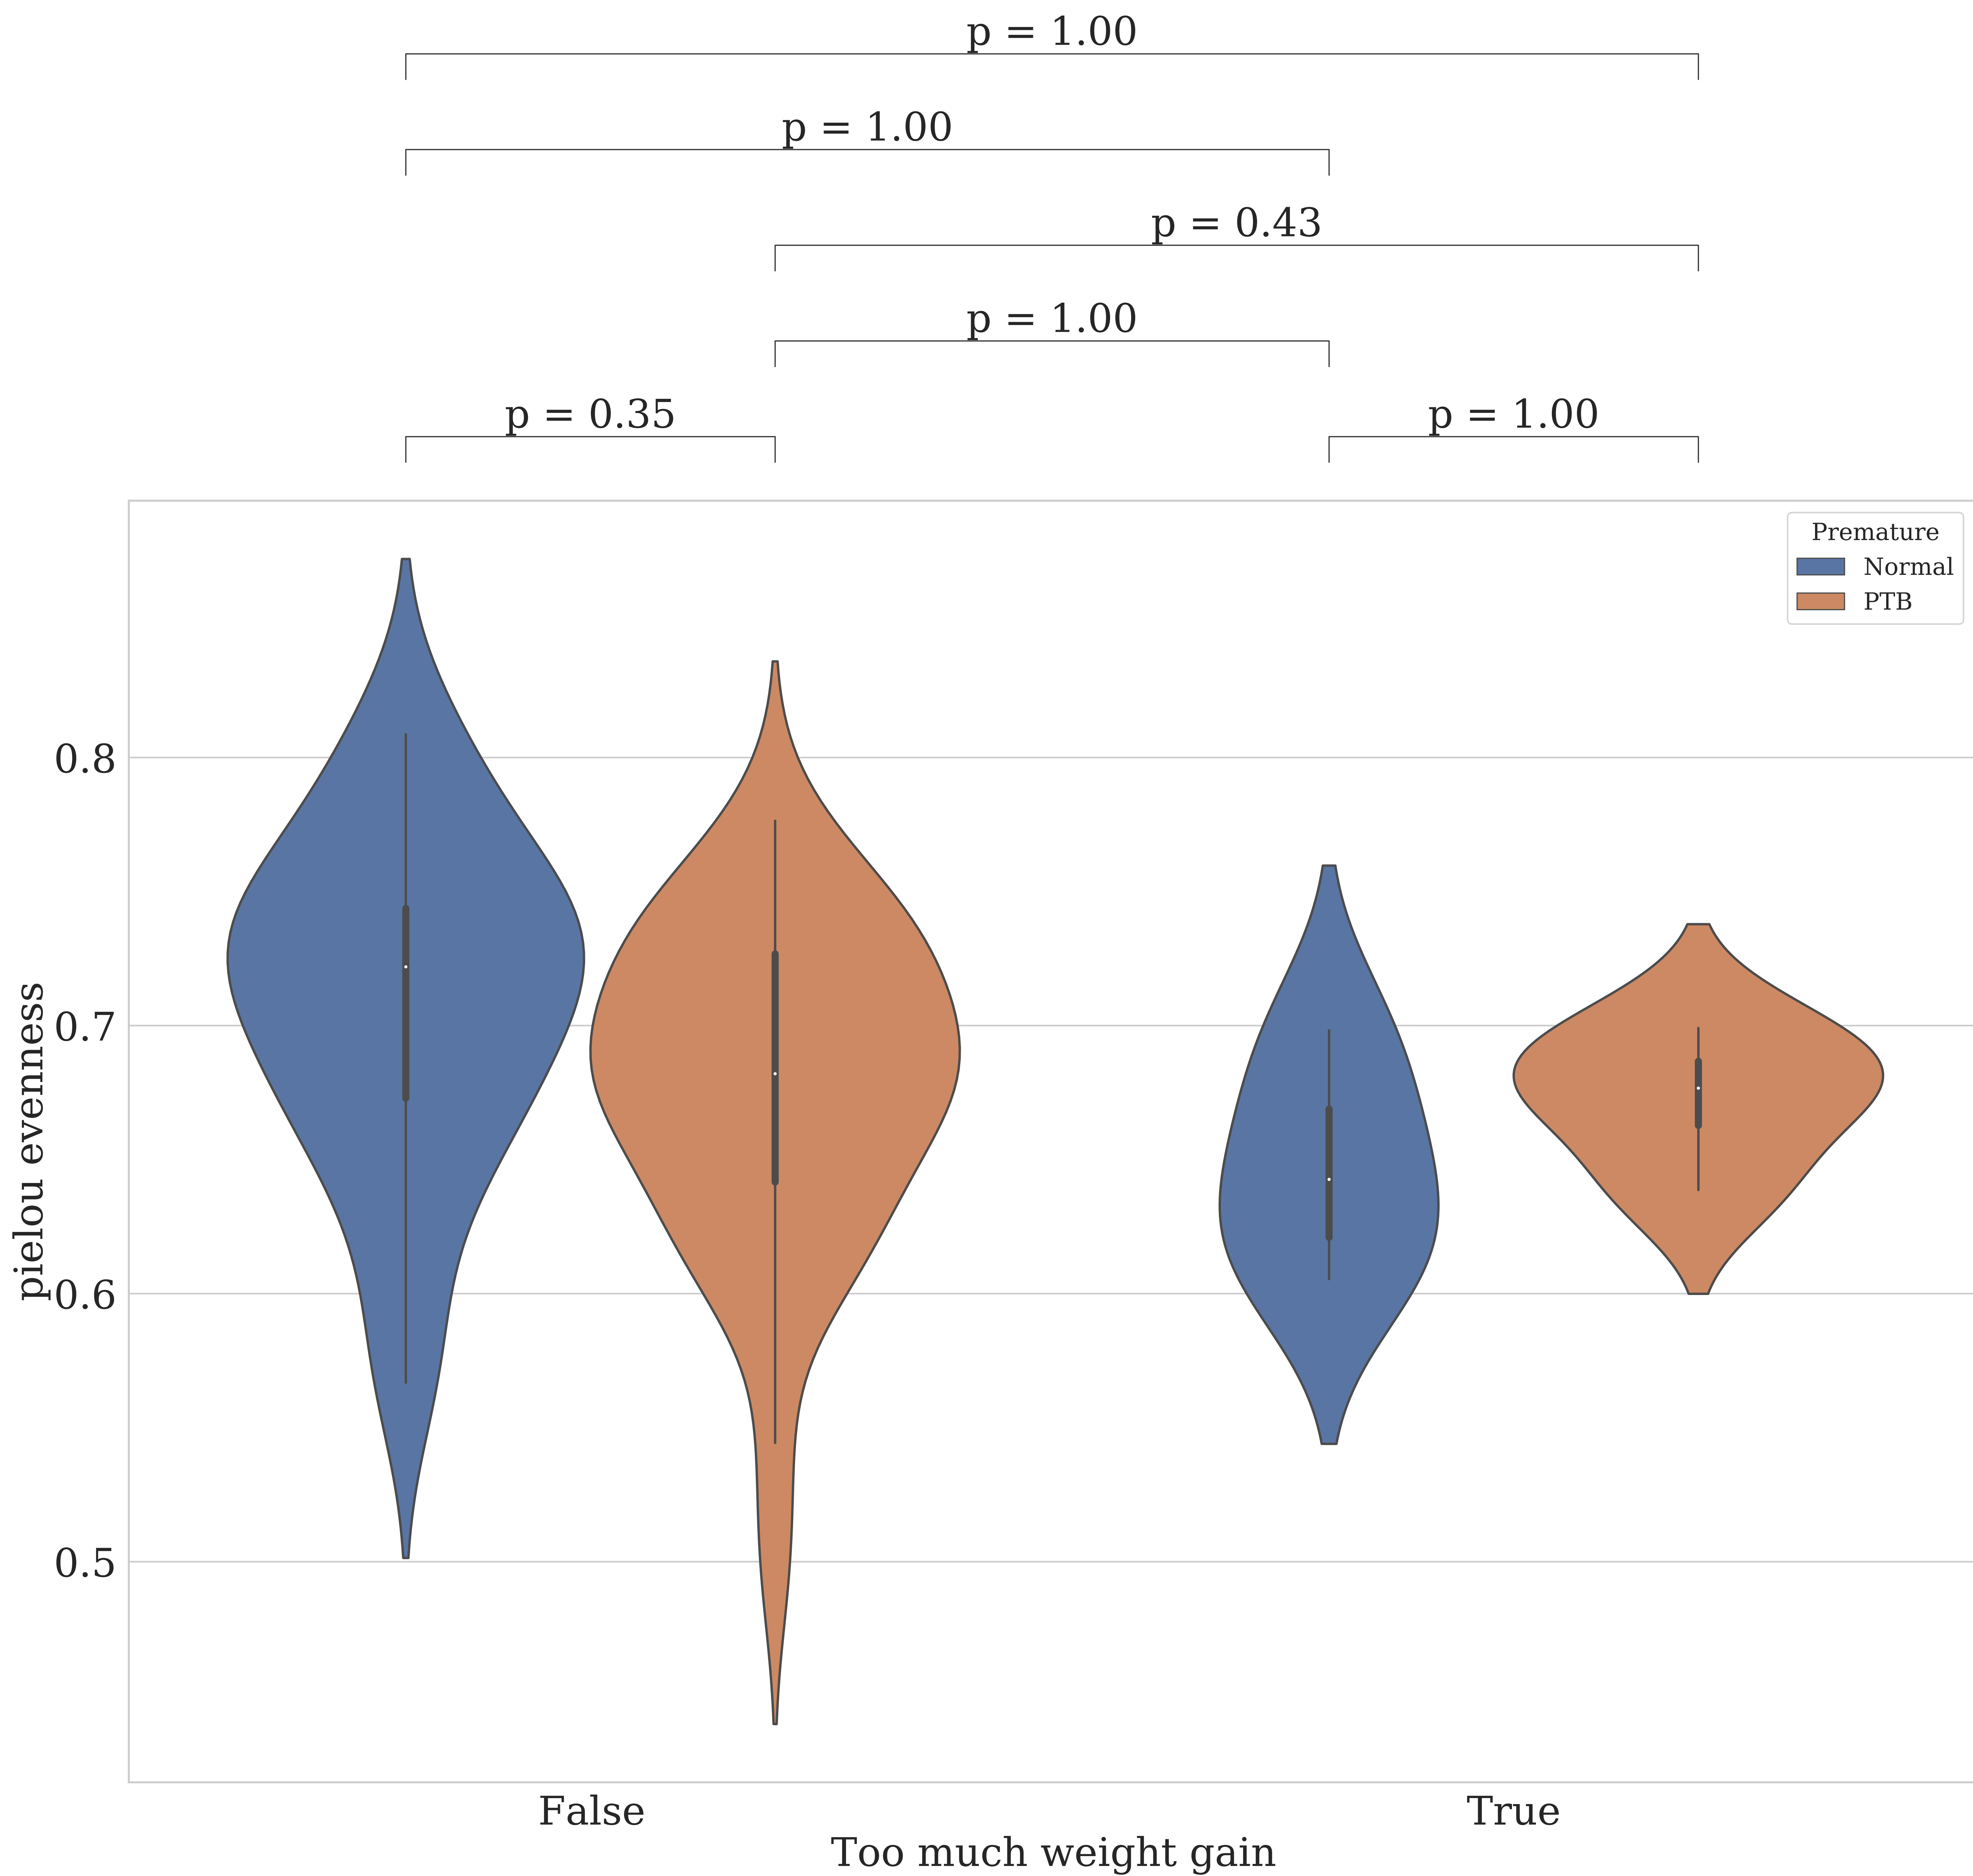 p = 1.00
p = 1.00
p = 0.43
p = 1.00
p = 0.35
p = 1.00
Premature
Normal
PTB
0.8
0.7
0.6
0.5
pielou evenness
False
True
Too much weight gain